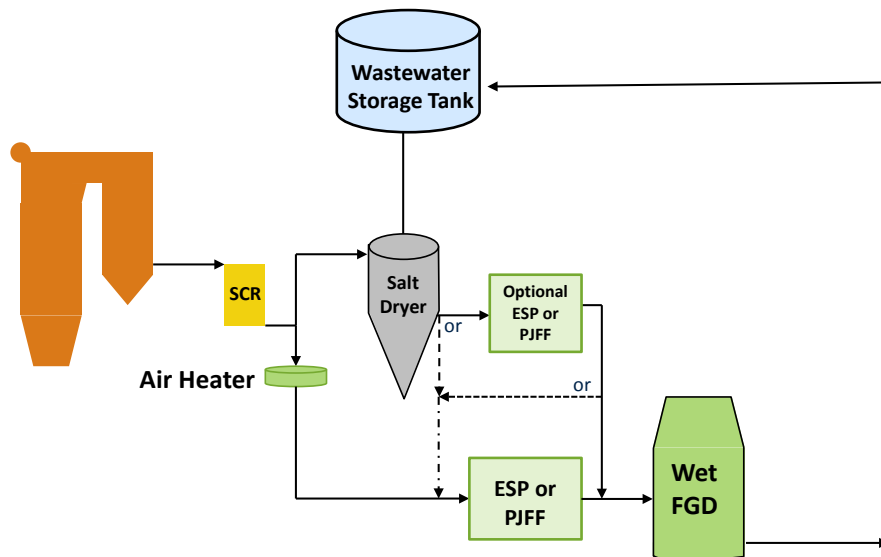 Wastewater
Storage Tank
SCR
Salt
Dryer
Optional
ESP or
PJFF
or
Air Heater
or
ESP or
PJFF
Wet
FGD